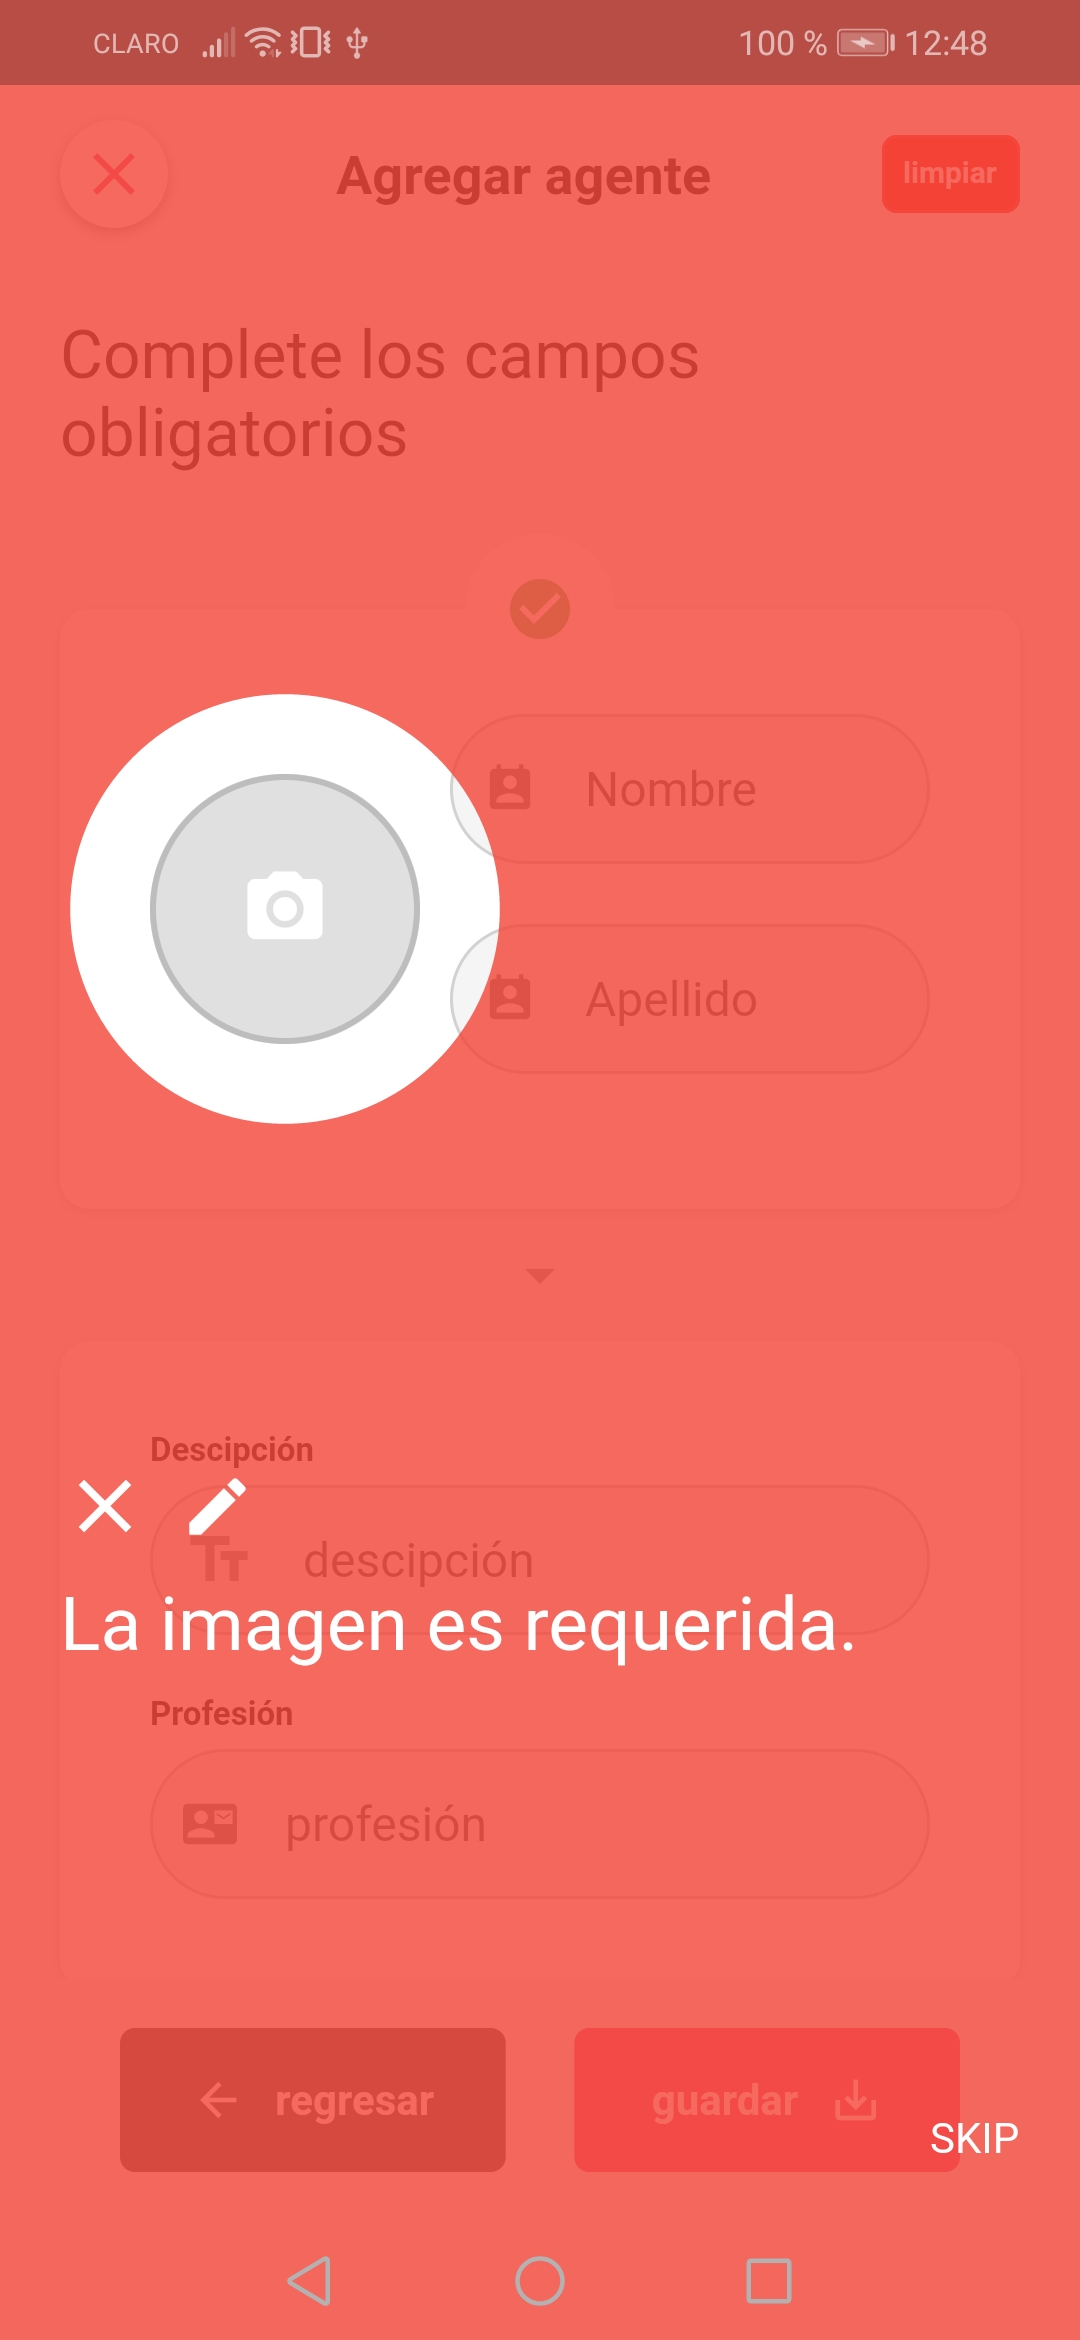 CLARO 100 % 12:48
Agregar agente
limpiar
Complete los campos
obligatorios
Nombre
Apellido
Descipción
descipción
La imagen es requerida.
Profesión
profesión
regresar
guardar
SKIP